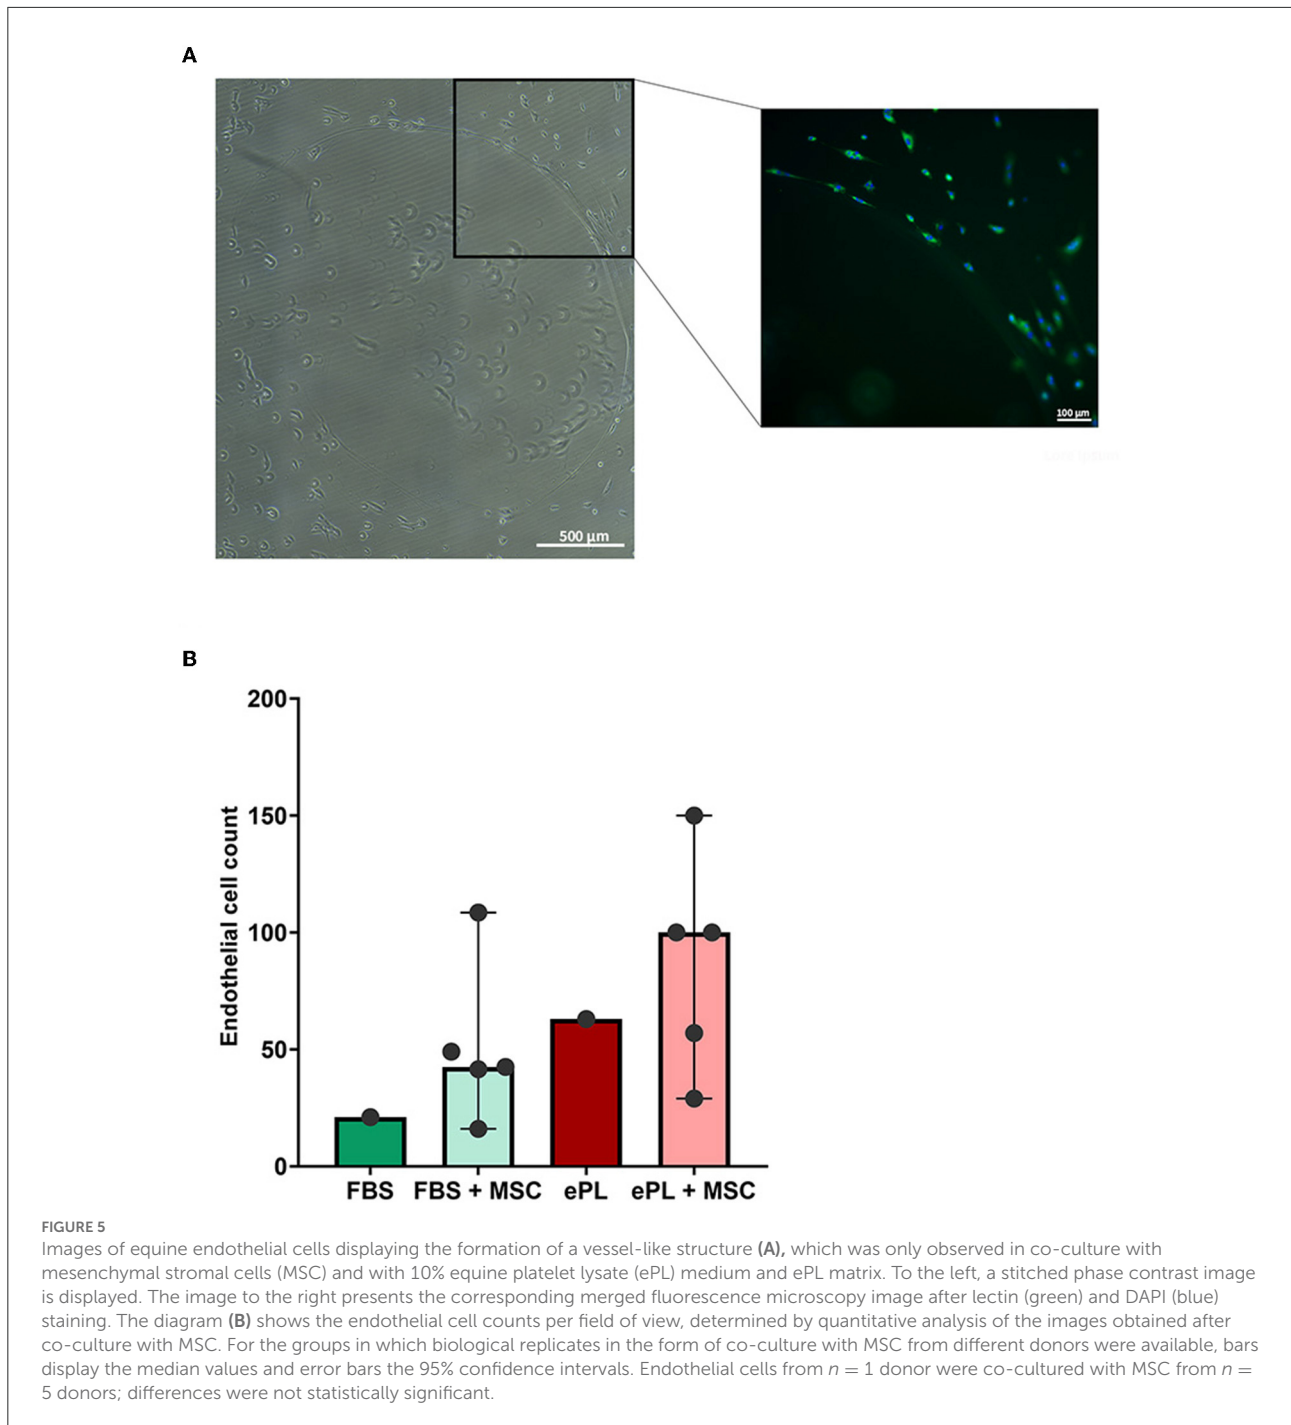 A
100 µm
500 µm
B
200
150
100
50
0
Endothelial cell count
FBS
FBS + MSC
ePL
ePL + MSC
FIGURE 5
Images of equine endothelial cells displaying the formation of a vessel-like structure (A), which was only observed in co-culture with
mesenchymal stromal cells (MSC) and with 10% equine platelet lysate (ePL) medium and ePL matrix. To the left, a stitched phase contrast image
is displayed. The image to the right presents the corresponding merged fluorescence microscopy image after lectin (green) and DAPI (blue)
staining. The diagram (B) shows the endothelial cell counts per field of view, determined by quantitative analysis of the images obtained after
co-culture with MSC. For the groups in which biological replicates in the form of co-culture with MSC from different donors were available, bars
display the median values and error bars the 95% confidence intervals. Endothelial cells from n = 1 donor were co-cultured with MSC from n =
5 donors; differences were not statistically significant.